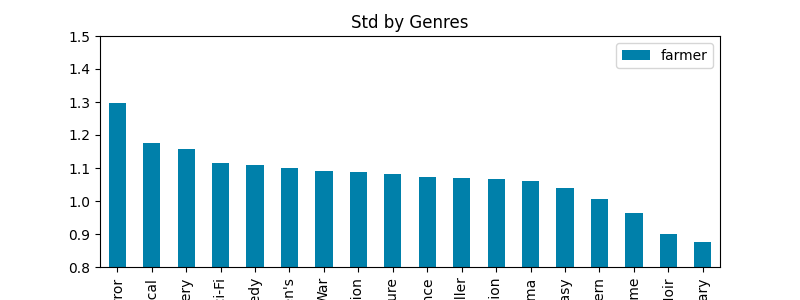 Std by Genres
farmer
1.5
1.4
1.3
1.2
1.1
1.0
0.9
0.8
rror
cal
ery
i-Fi
edy
en's
War
ion
ure
nce
ller
ion
ma
asy
ern
me
loir
ary